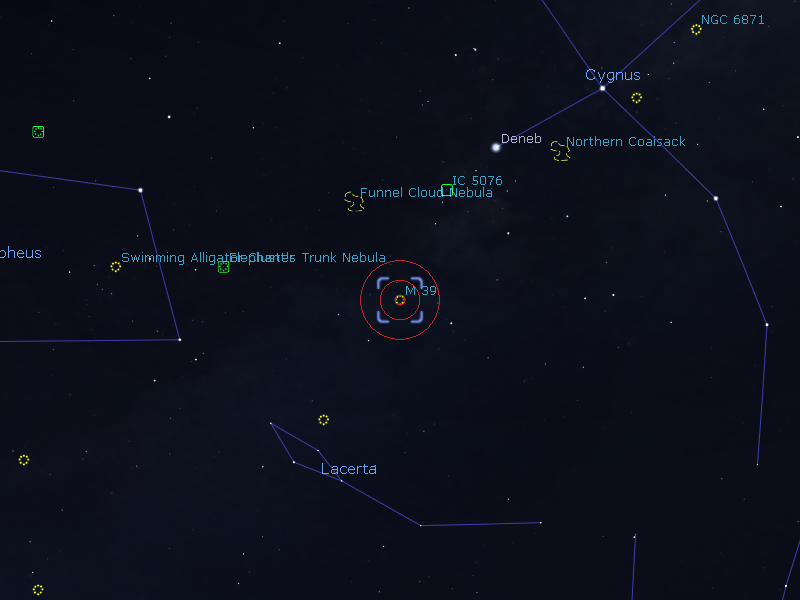 NGC 6871
Cygnus
Deneb
Northern Coalsack
IC 5076
Funnel Cloud Nebula
pheus
Swimming Alligator Cluster
Elephant's Trunk Nebula
M 39
Lacerta